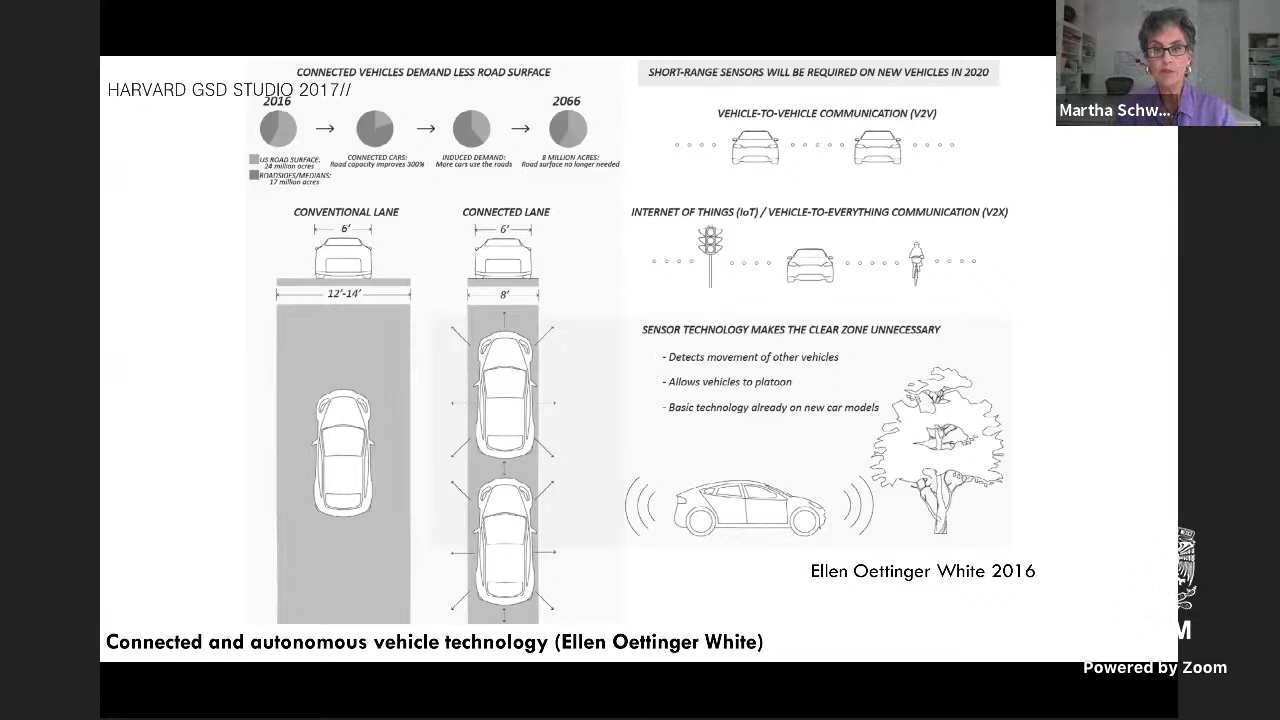 CONNECTED VEHICLES DEMAND LESS ROAD SURFACE
HARVARD GSD STUDIO 2017//
2016
2066
US ROAD SURFACE:
24 million acres
ROADSIDES/MEDIANS:
17 million acres
CONNECTED CARS:
Road capacity improves 300%
INDUCED DEMAND:
More cars use the roads
8 MILLION ACRES:
Road surface no longer needed
CONVENTIONAL LANE
CONNECTED LANE
6'
6'
12'-14'
8'
SHORT-RANGE SENSORS WILL BE REQUIRED ON NEW VEHICLES IN 2020
VEHICLE-TO-VEHICLE COMMUNICATION (V2V)
INTERNET OF THINGS (IoT) / VEHICLE-TO-EVERYTHING COMMUNICATION (V2X)
SENSOR TECHNOLOGY MAKES THE CLEAR ZONE UNNECESSARY
- Detects movement of other vehicles
- Allows vehicles to platoon
- Basic technology already on new car models
Ellen Oettinger White 2016
Connected and autonomous vehicle technology (Ellen Oettinger White)
Martha Schw...
Powered by Zoom